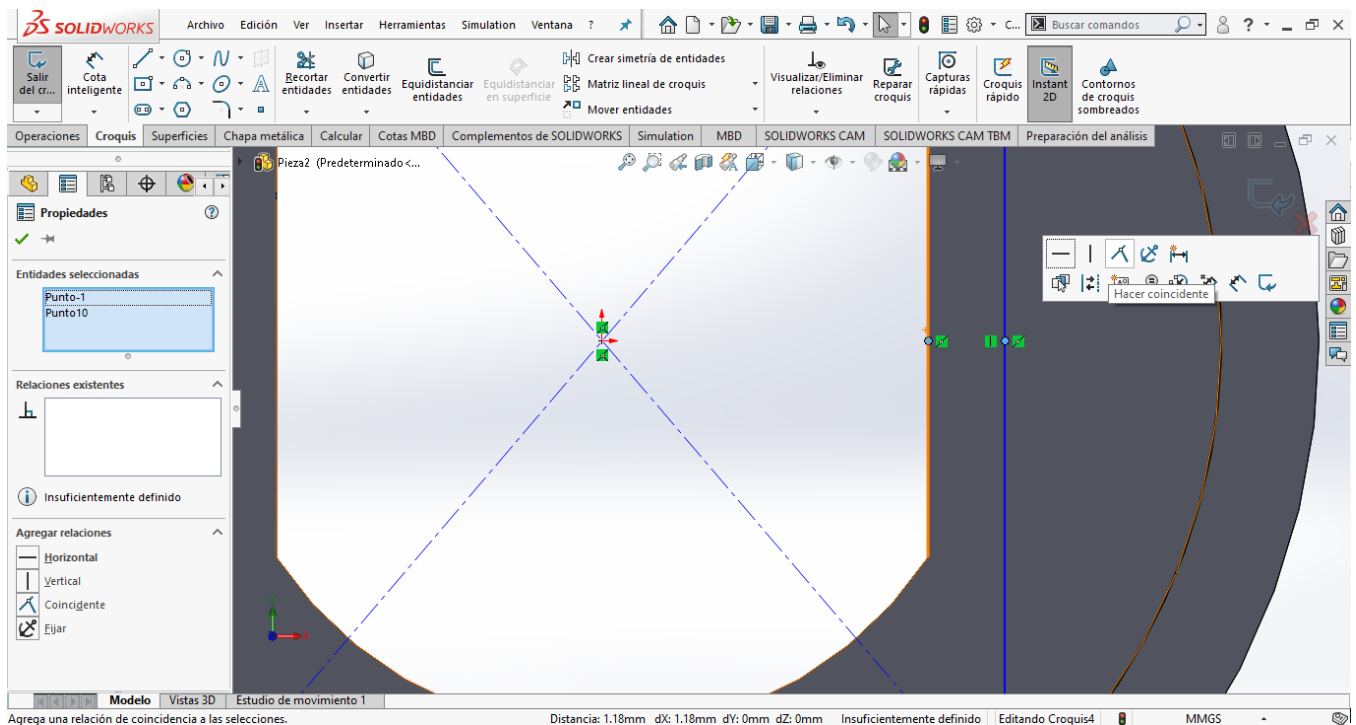 SOLIDWORKS
Archivo Edición Ver Insertar Herramientas Simulation Ventana ?
C...
Buscar comandos
Salir del cr...
Cota inteligente
Recortar entidades
Convertir entidades
Equidistanciar entidades
Equidistanciar en superficie
Crear simetría de entidades
Matriz lineal de croquis
Mover entidades
Visualizar/Eliminar relaciones
Reparar croquis
Capturas rápidas
Croquis rápido
Instant 2D
Contornos de croquis sombreados
Operaciones Croquis Superficies Chapa metálica Calcular Cotas MBD Complementos de SOLIDWORKS Simulation MBD SOLIDWORKS CAM SOLIDWORKS CAM TBM Preparación del análisis
Pieza2 (Predeterminado<...
Propiedades
Entidades seleccionadas
Punto-1
Punto10
Relaciones existentes
Insuficientemente definido
Agregar relaciones
Horizontal
Vertical
Coincidente
Fijar
Hacer coincidente
Modelo Vistas 3D Estudio de movimiento 1
Agrega una relación de coincidencia a las selecciones.
Distancia: 1.18mm dX: 1.18mm dY: 0mm dZ: 0mm Insuficientemente definido Editando Croquis4 MMGS